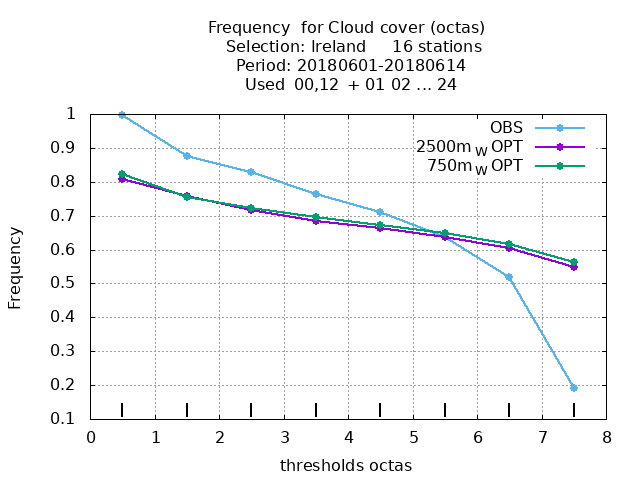 Frequency  for Cloud cover (octas)
Selection: Ireland     16 stations
Period: 20180601-20180614
Used  00,12  + 01 02 ... 24
OBS
2500m_W OPT
750m_W OPT
Frequency
1
0.9
0.8
0.7
0.6
0.5
0.4
0.3
0.2
0.1
0 1 2 3 4 5 6 7 8
thresholds octas